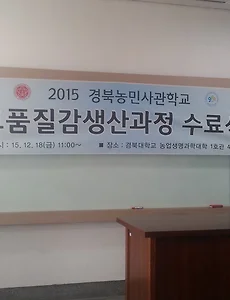 2015 경북농민사관학교
품질감생산과정 수료식
: 15. 12. 18(금) 11:00~ ■ 장소 : 경북대학교 농업생명과학대학 1호관